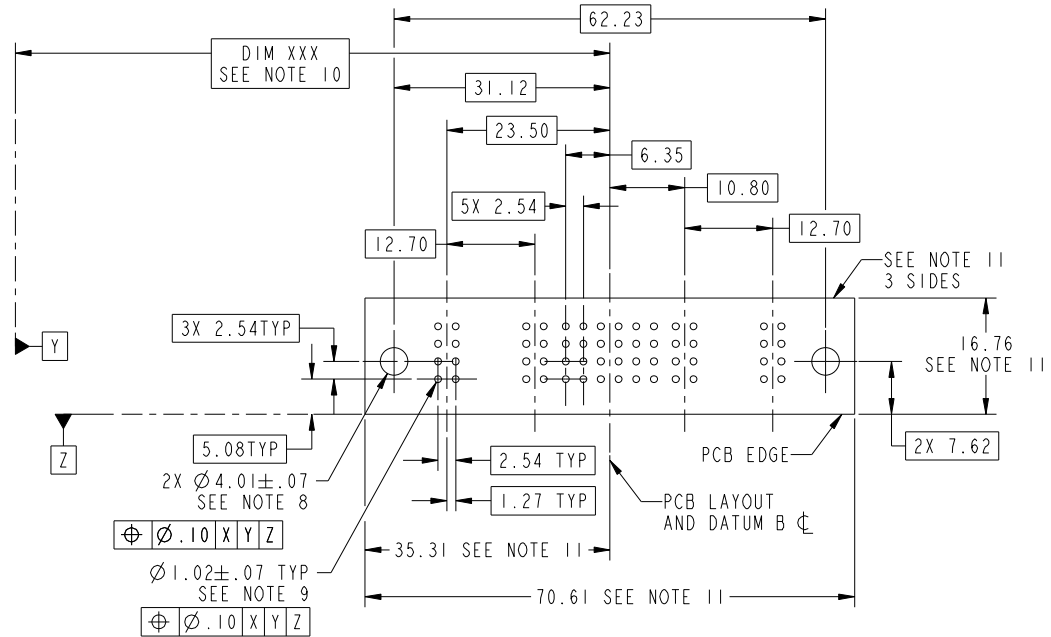 62.23
DIM XXX
SEE NOTE 10
31.12
23.50
6.35
10.80
5X 2.54
12.70
12.70
SEE NOTE 11
3 SIDES
3X 2.54TYP
Y
16.76
SEE NOTE 11
Z
5.08TYP
2X 7.62
2.54 TYP
PCB EDGE
2X Ø4.01±.07
SEE NOTE 8
1.27 TYP
PCB LAYOUT
AND DATUM B ℄
⌖ Ø.10 X Y Z
35.31 SEE NOTE 11
Ø1.02±.07 TYP
SEE NOTE 9
70.61 SEE NOTE 11
⌖ Ø.10 X Y Z